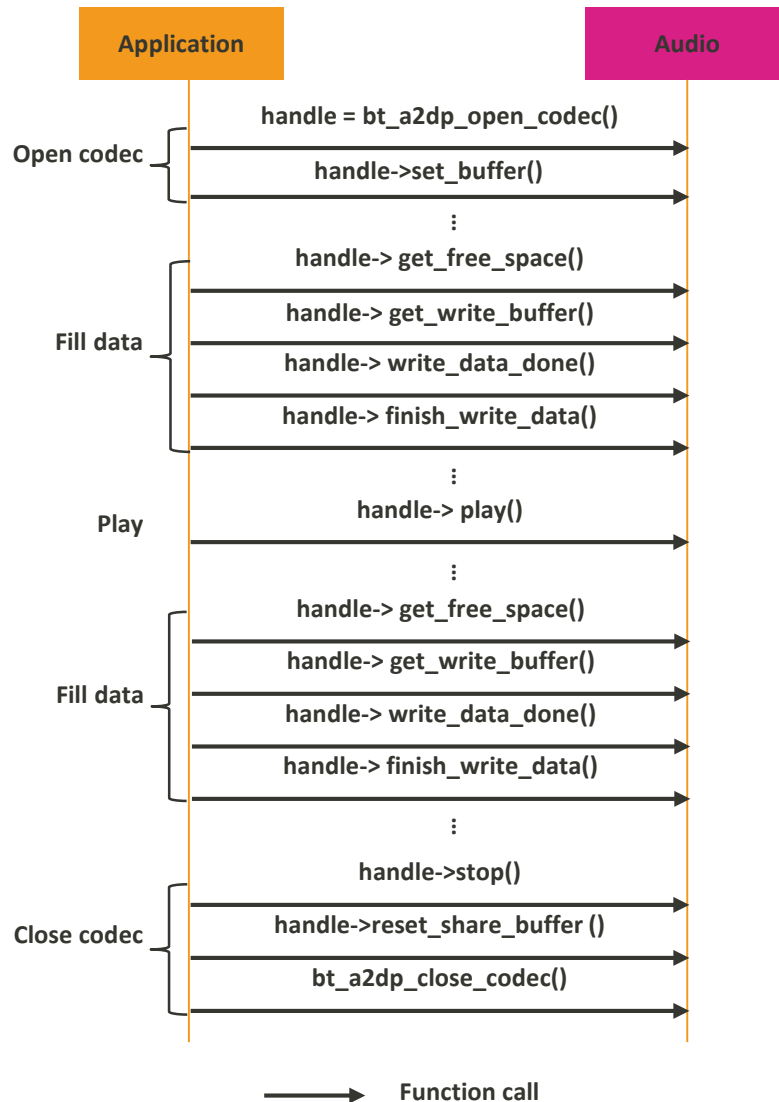 Application
Audio
handle = bt_a2dp_open_codec()
Open codec
handle->set_buffer()
handle-> get_free_space()
handle-> get_write_buffer()
Fill data
handle-> write_data_done()
handle-> finish_write_data()
Play
handle-> play()
handle-> get_free_space()
handle-> get_write_buffer()
Fill data
handle-> write_data_done()
handle-> finish_write_data()
handle->stop()
handle->reset_share_buffer ()
Close codec
bt_a2dp_close_codec()
Function call